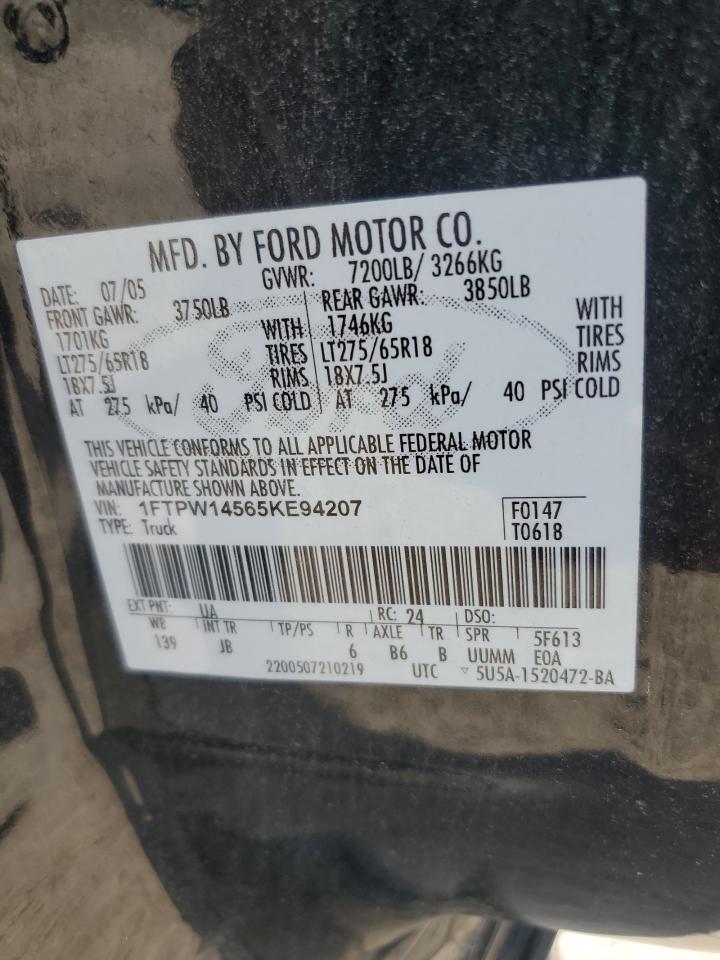 MFD. BY FORD MOTOR CO.
DATE: 07/05 GVWR: 7200LB/ 3266KG
FRONT GAWR: 3750LB REAR GAWR: 3850LB
1701KG WITH 1746KG WITH
LT275/65R18 TIRES LT275/65R18 TIRES
18X7.5J RIMS 18X7.5J RIMS
AT 275 kPa/ 40 PSI COLD AT 275 kPa/ 40 PSI COLD
THIS VEHICLE CONFORMS TO ALL APPLICABLE FEDERAL MOTOR
VEHICLE SAFETY STANDARDS IN EFFECT ON THE DATE OF
MANUFACTURE SHOWN ABOVE.
VIN: 1FTPW14565KE94207 F0147
TYPE: Truck T0618
EXT PNT: UA RC: 24 DSO:
WB INT TR TP/PS R AXLE TR SPR 5F613
139 JB 6 B6 B UUMM EOA
2200507210219 UTC ▽ 5U5A-1520472-BA
Ford